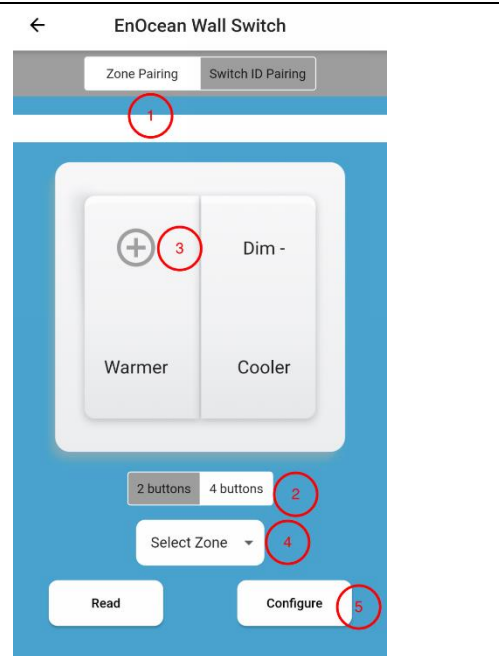 EnOcean Wall Switch
Zone Pairing Switch ID Pairing
1
3 Dim -
Warmer Cooler
2 buttons 4 buttons 2
Select Zone 4
Read Configure 5